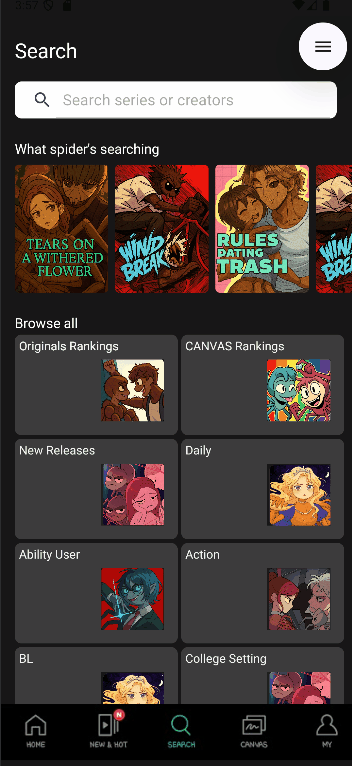 3:57
Search
Search series or creators
What spider's searching
TEARS ON
A WITHERED
FLOWER
WIND
BREAK
RULES
DATING
TRASH
WIND
BREAK
Browse all
Originals Rankings
CANVAS Rankings
New Releases
Daily
Ability User
Action
BL
College Setting
N
HOME
NEW & HOT
SEARCH
CANVAS
MY